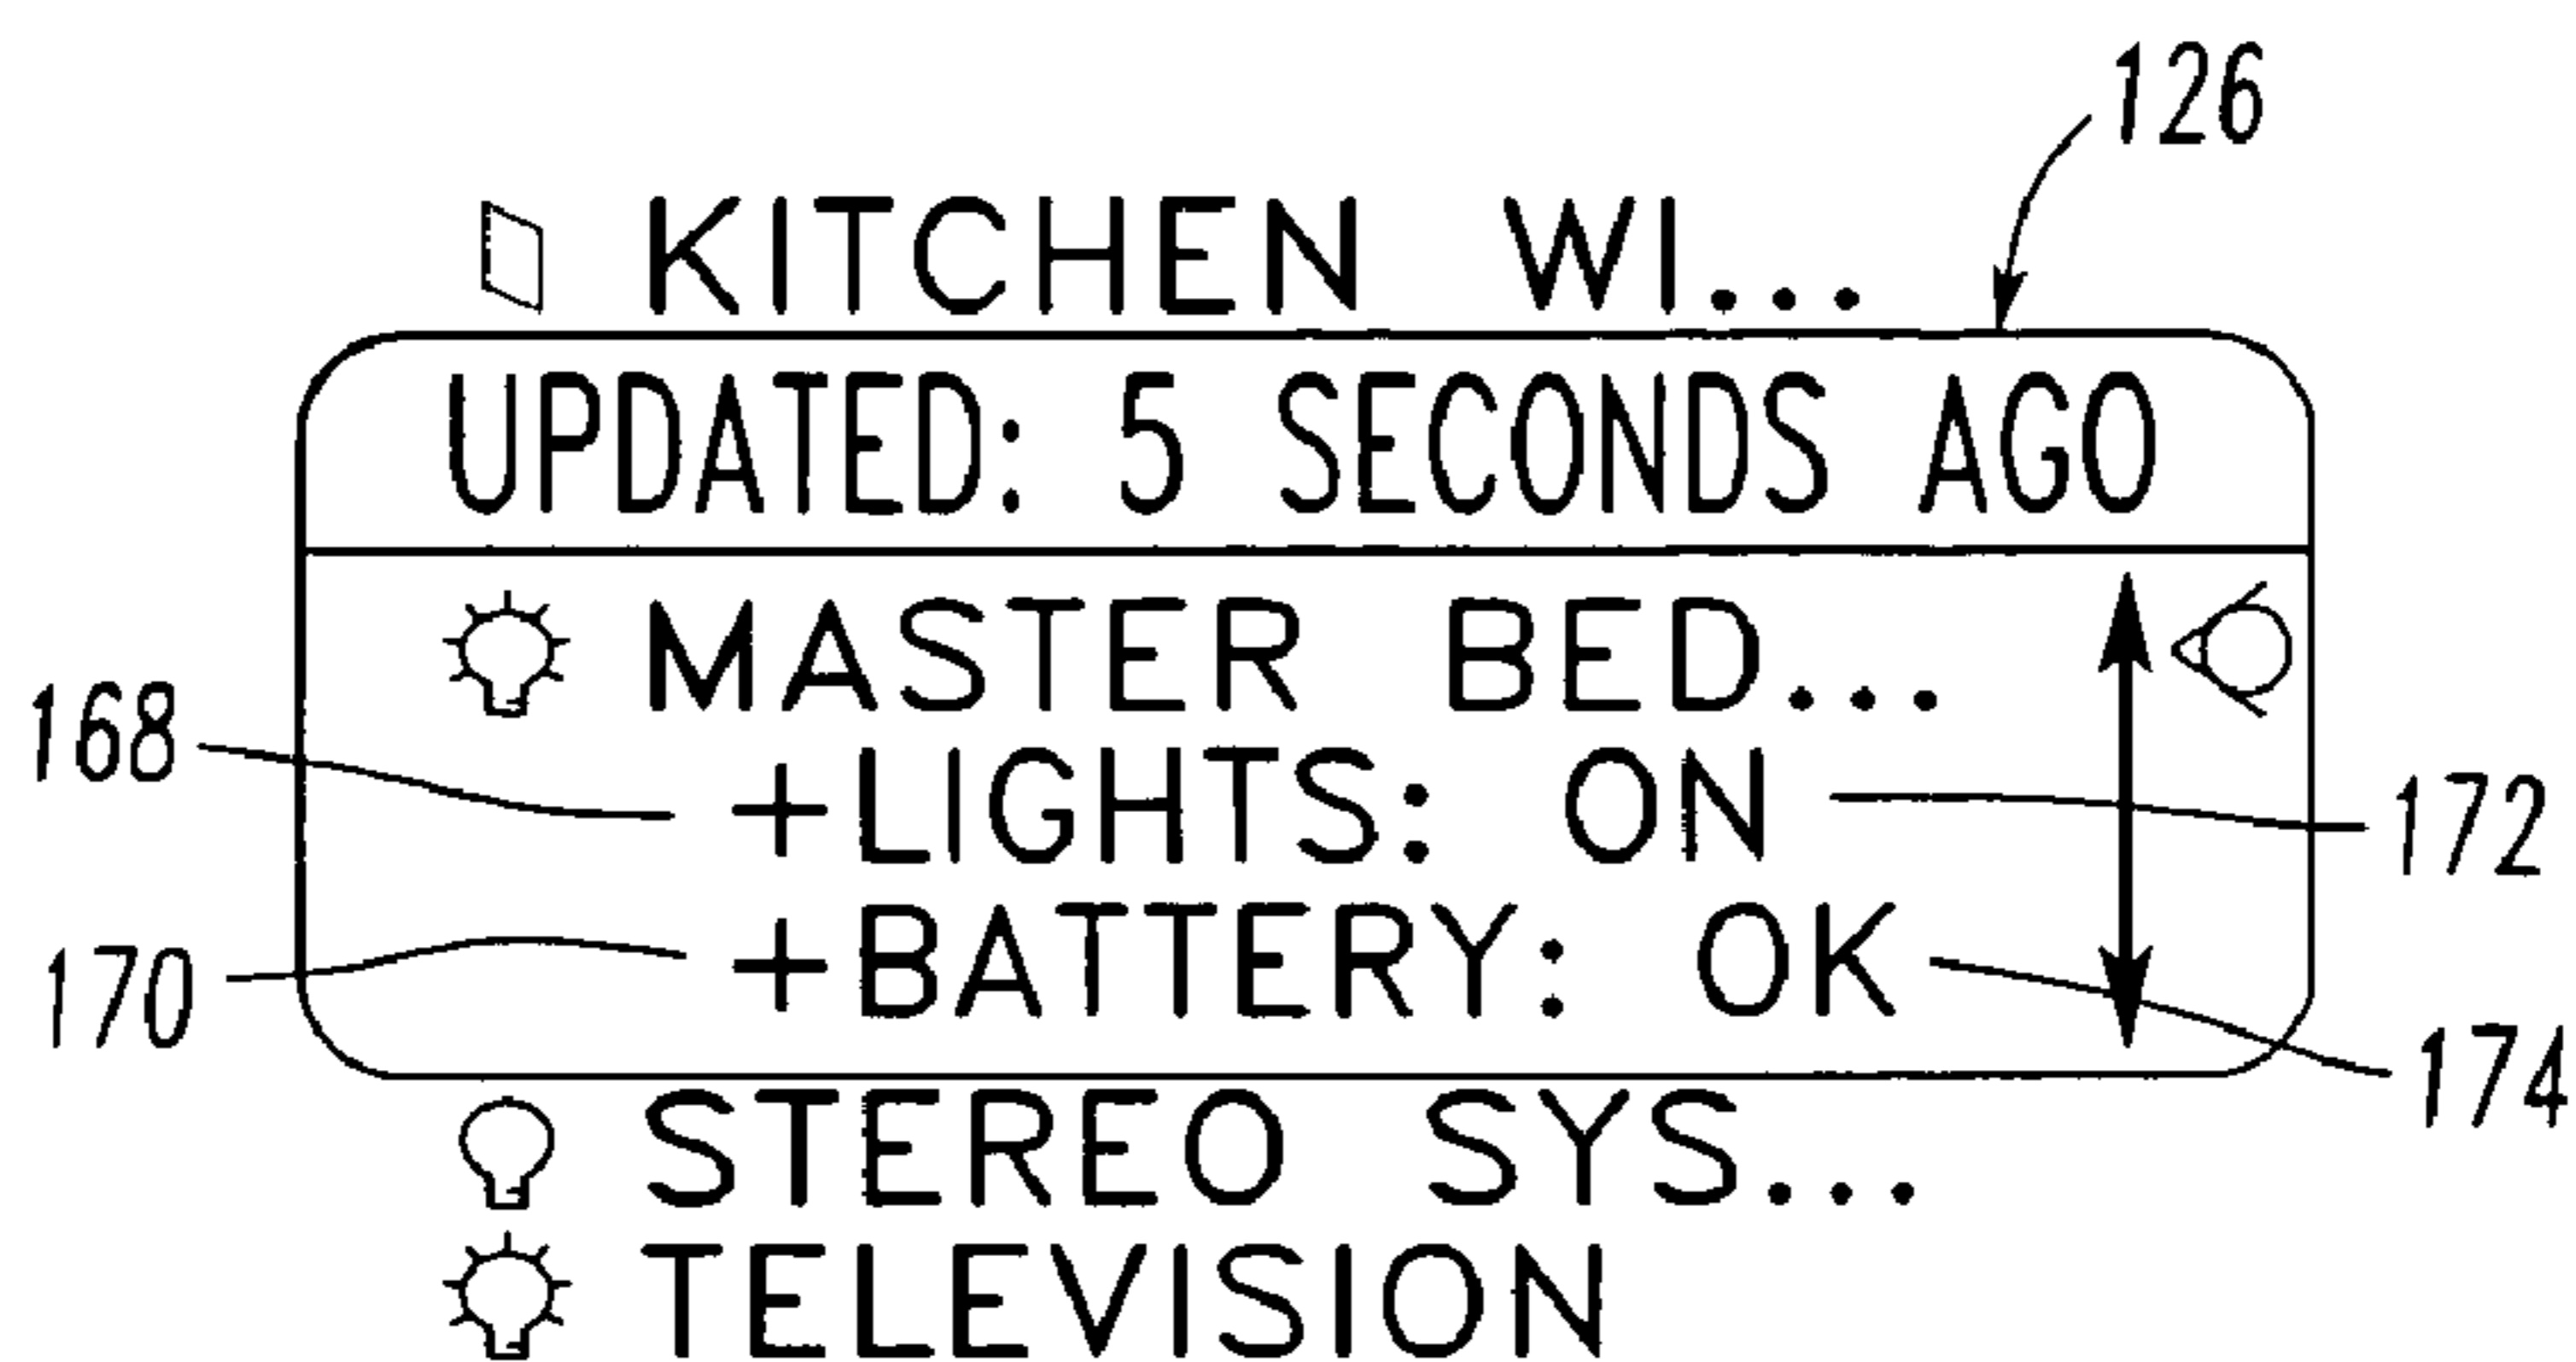 126
KITCHEN WI...
UPDATED: 5 SECONDS AGO
MASTER BED...
168 +LIGHTS: ON 172
170 +BATTERY: OK 174
STEREO SYS...
TELEVISION